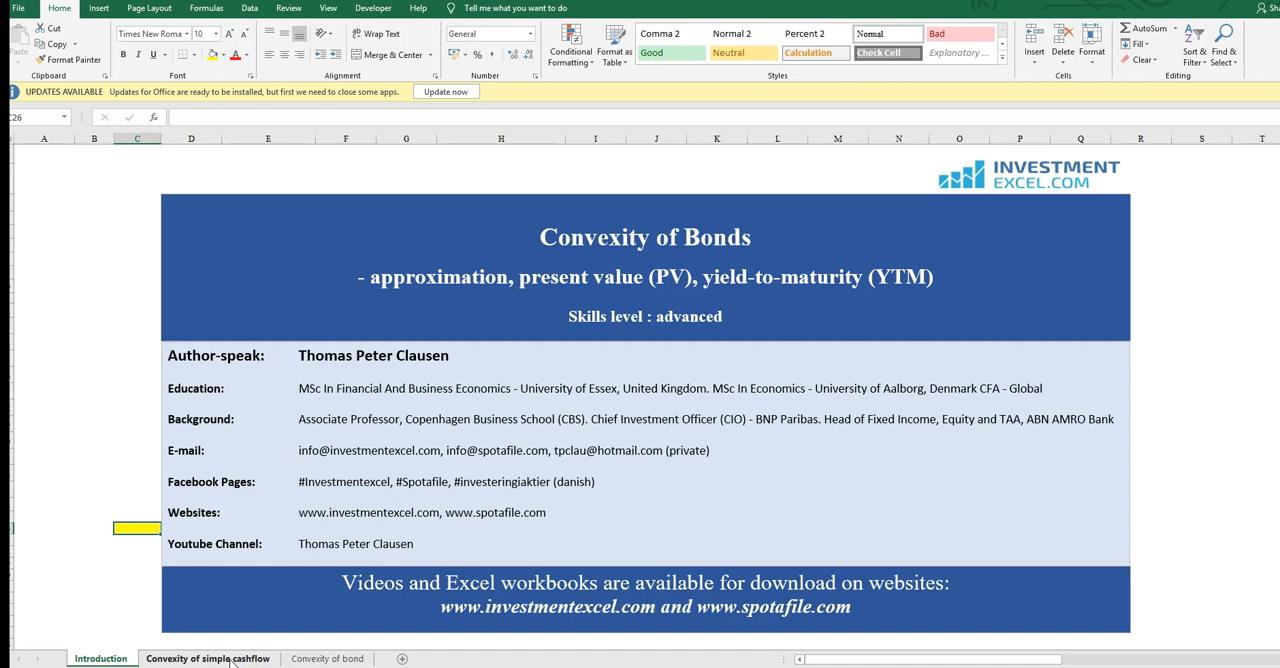 File Home Insert Page Layout Formulas Data Review View Developer Help Tell me what you want to do
Cut
Copy
Format Painter
Paste
Clipboard
Times New Roma 10
Font
Wrap Text
Merge & Center
Alignment
General
Number
Conditional Formatting
Format as Table
Comma 2 Normal 2 Percent 2 Normal Bad
Good Neutral Calculation Check Cell Explanatory ...
Styles
Insert Delete Format
Cells
AutoSum
Fill
Clear
Sort & Filter
Find & Select
Editing
UPDATES AVAILABLE Updates for Office are ready to be installed, but first we need to close some apps. Update now
C26 fx
A B C D E F G H I J K L M N O P Q R S T
INVESTMENT
EXCEL.COM
Convexity of Bonds
- approximation, present value (PV), yield-to-maturity (YTM)
Skills level : advanced
Author-speak: Thomas Peter Clausen
Education: MSc In Financial And Business Economics - University of Essex, United Kingdom. MSc In Economics - University of Aalborg, Denmark CFA - Global
Background: Associate Professor, Copenhagen Business School (CBS). Chief Investment Officer (CIO) - BNP Paribas. Head of Fixed Income, Equity and TAA, ABN AMRO Bank
E-mail: info@investmentexcel.com, info@spotafile.com, tpclau@hotmail.com (private)
Facebook Pages: #Investmentexcel, #Spotafile, #investeringiaktier (danish)
Websites: www.investmentexcel.com, www.spotafile.com
Youtube Channel: Thomas Peter Clausen
Videos and Excel workbooks are available for download on websites:
www.investmentexcel.com and www.spotafile.com
Introduction Convexity of simple cashflow Convexity of bond